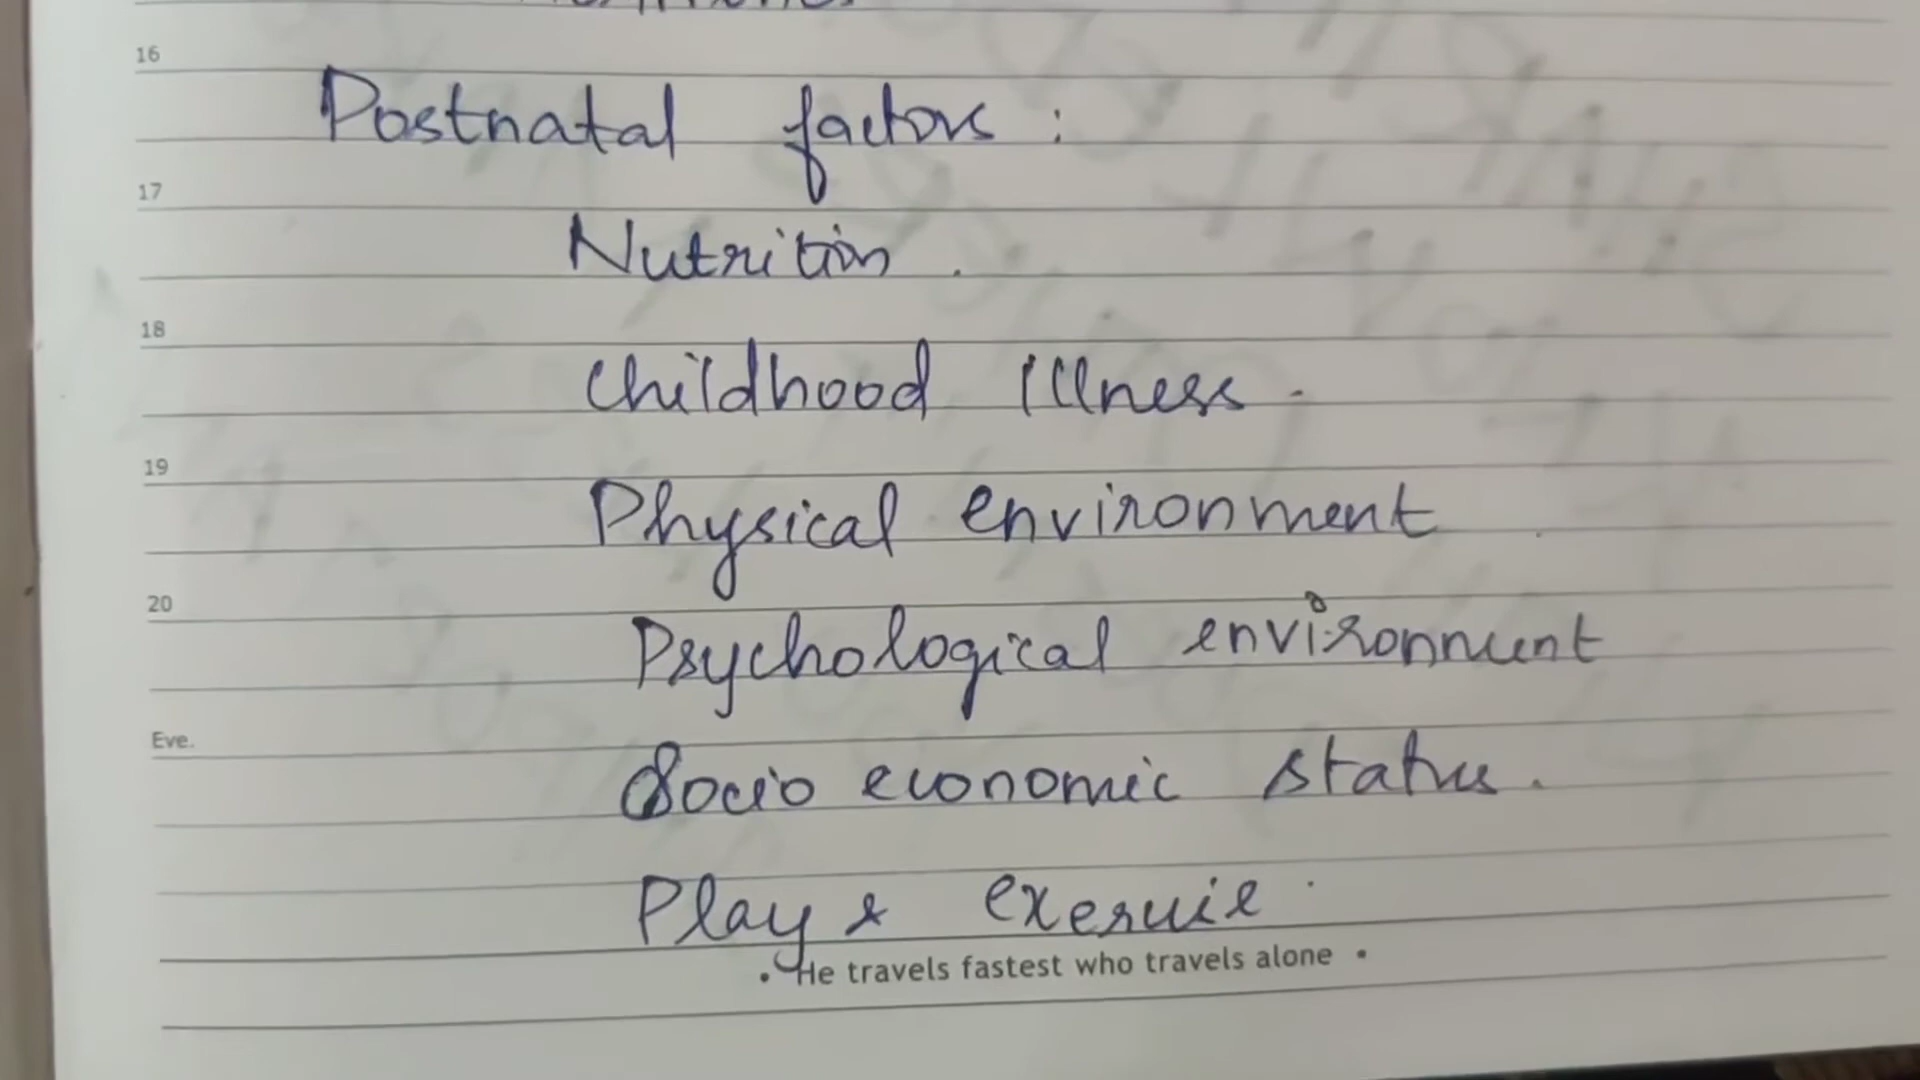 16
Postnatal factors :
17
Nutrition .
18
Childhood Illness .
19
Physical environment
20
Psychological environment
Eve.
Socio economic status .
Play & exercise .
• He travels fastest who travels alone •